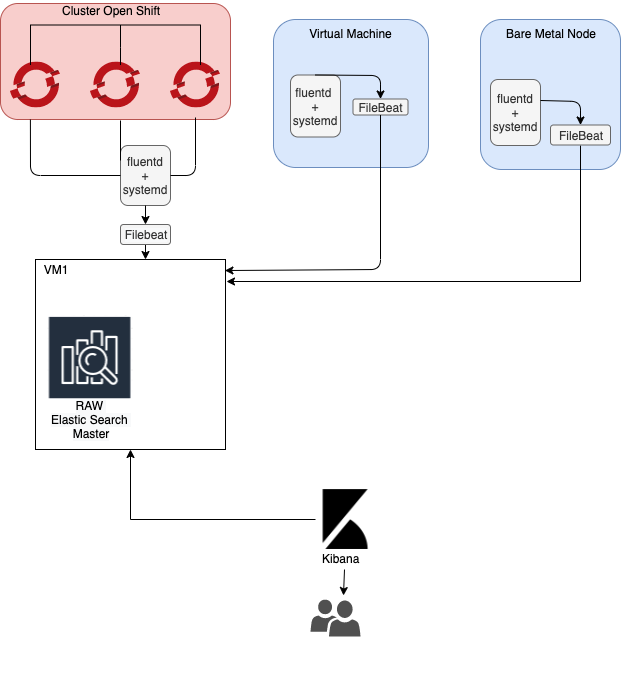 Cluster Open Shift
Virtual Machine
Bare Metal Node
fluentd
+
systemd
FileBeat
fluentd
+
systemd
FileBeat
fluentd
+
systemd
Filebeat
VM1
RAW
Elastic Search
Master
Kibana